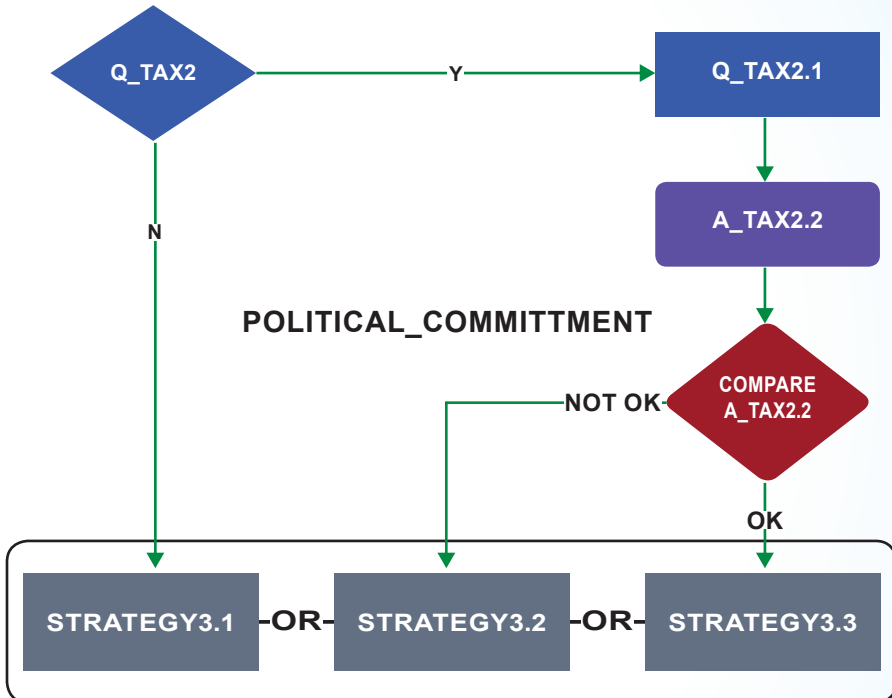 Q_TAX2
Y
Q_TAX2.1
A_TAX2.2
N
POLITICAL_COMMITTMENT
COMPARE
A_TAX2.2
NOT OK
OK
STRATEGY3.1 -OR- STRATEGY3.2 -OR- STRATEGY3.3